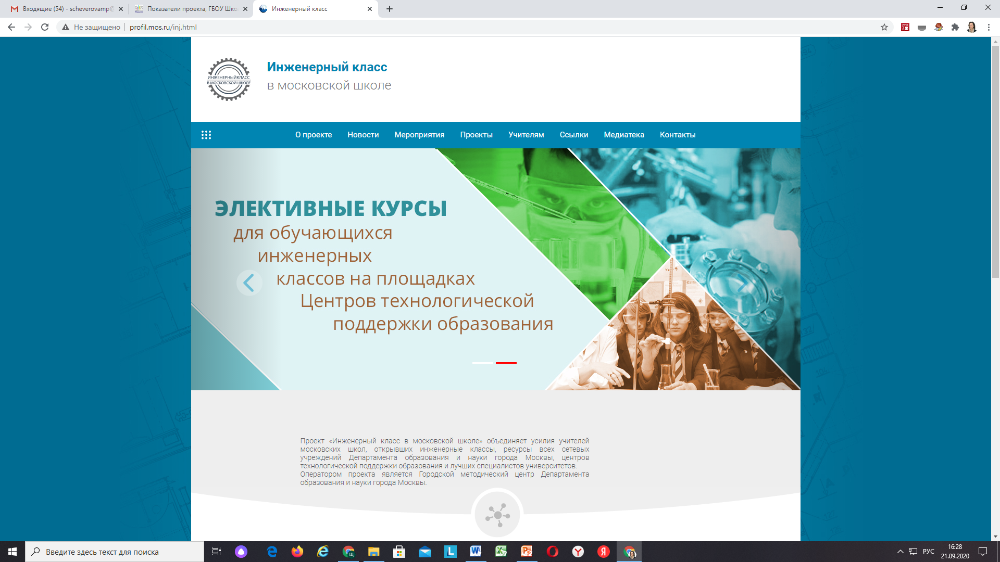 Входящие (54) - scheverovamp@
Показатели проекта, ГБОУ Шко
Инженерный класс
Не защищено
profil.mos.ru/inj.html
ИНЖЕНЕРНЫЙКЛАСС
В МОСКОВСКОЙ ШКОЛЕ
Инженерный класс
в московской школе
О проекте Новости Мероприятия Проекты Учителям Ссылки Медиатека Контакты
ЭЛЕКТИВНЫЕ КУРСЫ
для обучающихся
инженерных
классов на площадках
Центров технологической
поддержки образования
Проект «Инженерный класс в московской школе» объединяет усилия учителей
московских школ, открывших инженерные классы, ресурсы всех сетевых
учреждений Департамента образования и науки города Москвы, центров
технологической поддержки образования и лучших специалистов университетов.
Оператором проекта является Городской методический центр Департамента
образования и науки города Москвы.
Введите здесь текст для поиска
РУС
16:28
21.09.2020